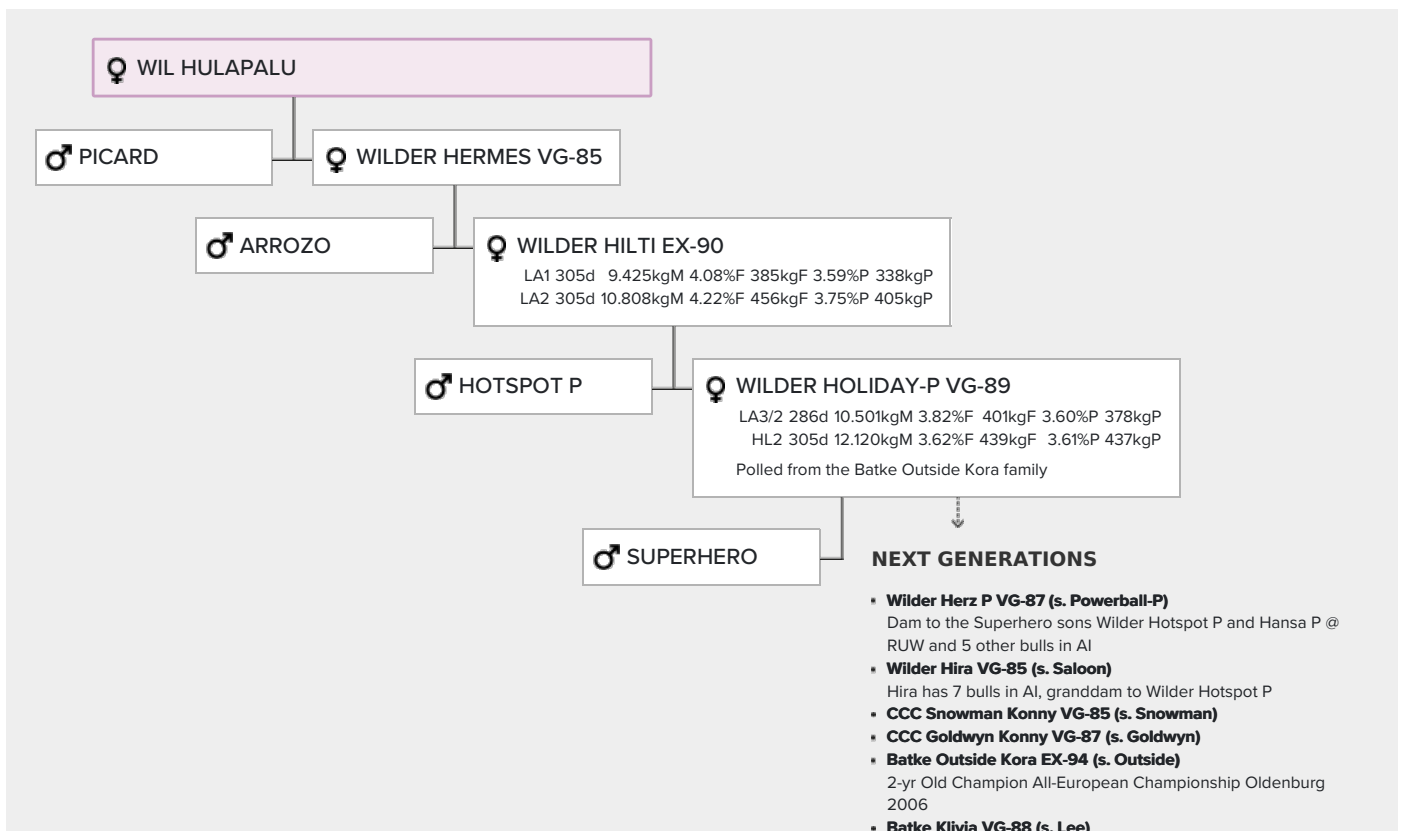 WIL HULAPALU
PICARD
WILDER HERMES VG-85
ARROZO
WILDER HILTI EX-90
LA1 305d 9.425kgM 4.08%F 385kgF 3.59%P 338kgP
LA2 305d 10.808kgM 4.22%F 456kgF 3.75%P 405kgP
HOTSPOT P
WILDER HOLIDAY-P VG-89
LA3/2 286d 10.501kgM 3.82%F 401kgF 3.60%P 378kgP
HL2 305d 12.120kgM 3.62%F 439kgF 3.61%P 437kgP
Polled from the Batke Outside Kora family
SUPERHERO
NEXT GENERATIONS
Wilder Herz P VG-87 (s. Powerball-P)
Dam to the Superhero sons Wilder Hotspot P and Hansa P @
RUW and 5 other bulls in AI
Wilder Hira VG-85 (s. Saloon)
Hira has 7 bulls in AI, granddam to Wilder Hotspot P
CCC Snowman Konny VG-85 (s. Snowman)
CCC Goldwyn Konny VG-87 (s. Goldwyn)
Batke Outside Kora EX-94 (s. Outside)
2-yr Old Champion All-European Championship Oldenburg
2006
Batke Klivia VG-88 (s. Lee)